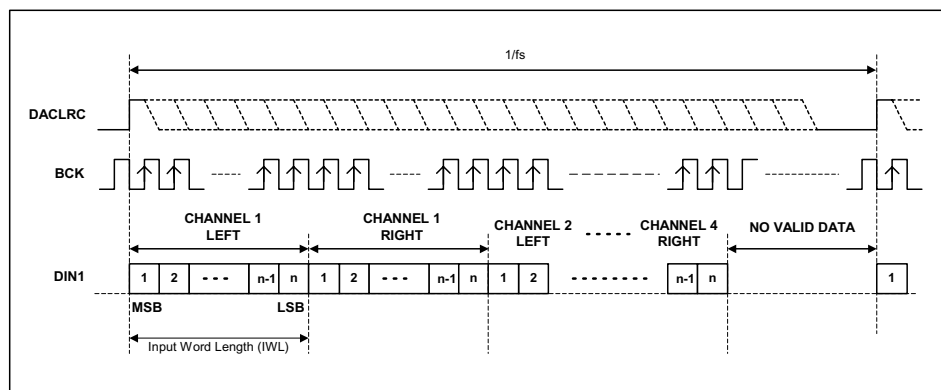 1/fs
DACLRC
BCK
CHANNEL 1
LEFT
CHANNEL 1
RIGHT
CHANNEL 2
LEFT
CHANNEL 4
RIGHT
NO VALID DATA
DIN1
1 2 n-1 n 1 2 n-1 n 1 2 n-1 n 1
MSB LSB
Input Word Length (IWL)